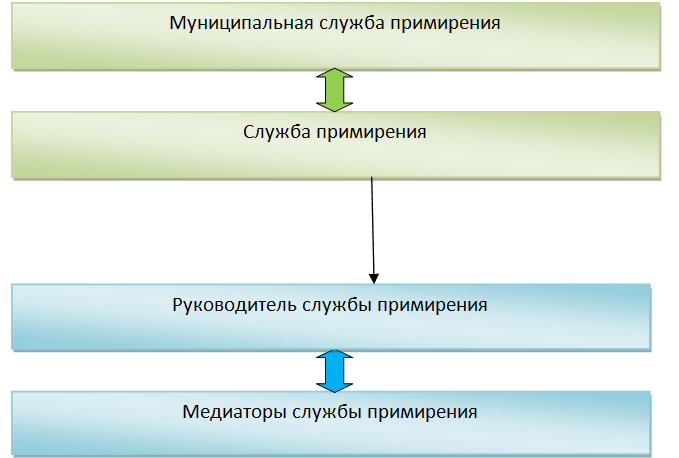 Муниципальная служба примирения
Служба примирения
Руководитель службы примирения
Медиаторы службы примирения